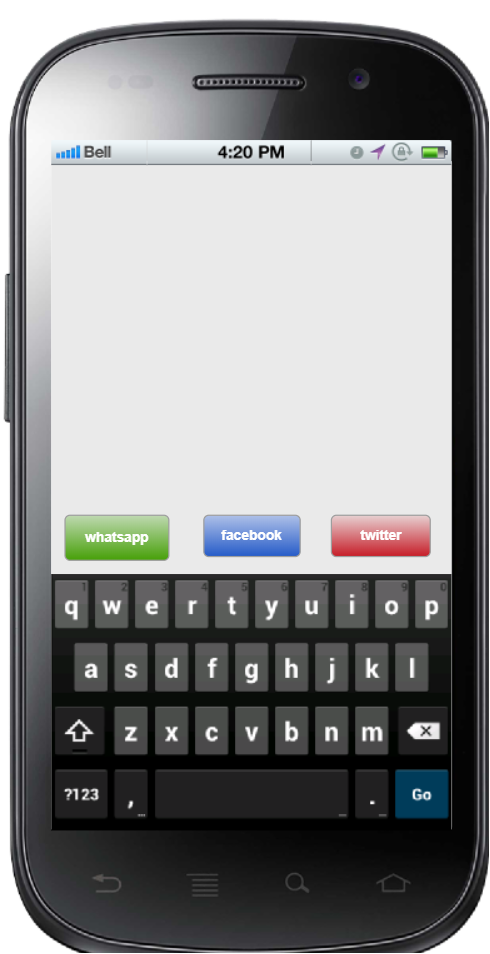 Bell 4:20 PM
whatsapp facebook twitter
1 2 3 4 5 6 7 8 9 0
q w e r t y u i o p
a s d f g h j k l
z x c v b n m
?123 , . Go